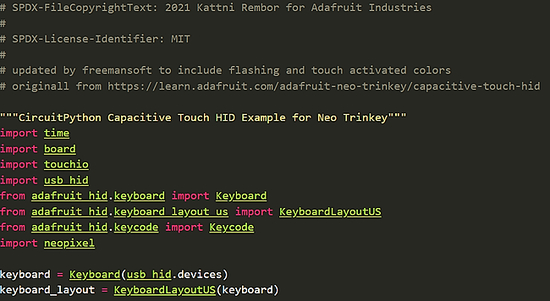 # SPDX-FileCopyrightText: 2021 Kattni Rembor for Adafruit Industries
#
# SPDX-License-Identifier: MIT
#
# updated by freemansoft to include flashing and touch activated colors
# originall from https://learn.adafruit.com/adafruit-neo-trinkey/capacitive-touch-hid
"""CircuitPython Capacitive Touch HID Example for Neo Trinkey"""
import time
import board
import touchio
import usb_hid
from adafruit_hid.keyboard import Keyboard
from adafruit_hid.keyboard_layout_us import KeyboardLayoutUS
from adafruit_hid.keycode import Keycode
import neopixel
keyboard = Keyboard(usb_hid.devices)
keyboard_layout = KeyboardLayoutUS(keyboard)